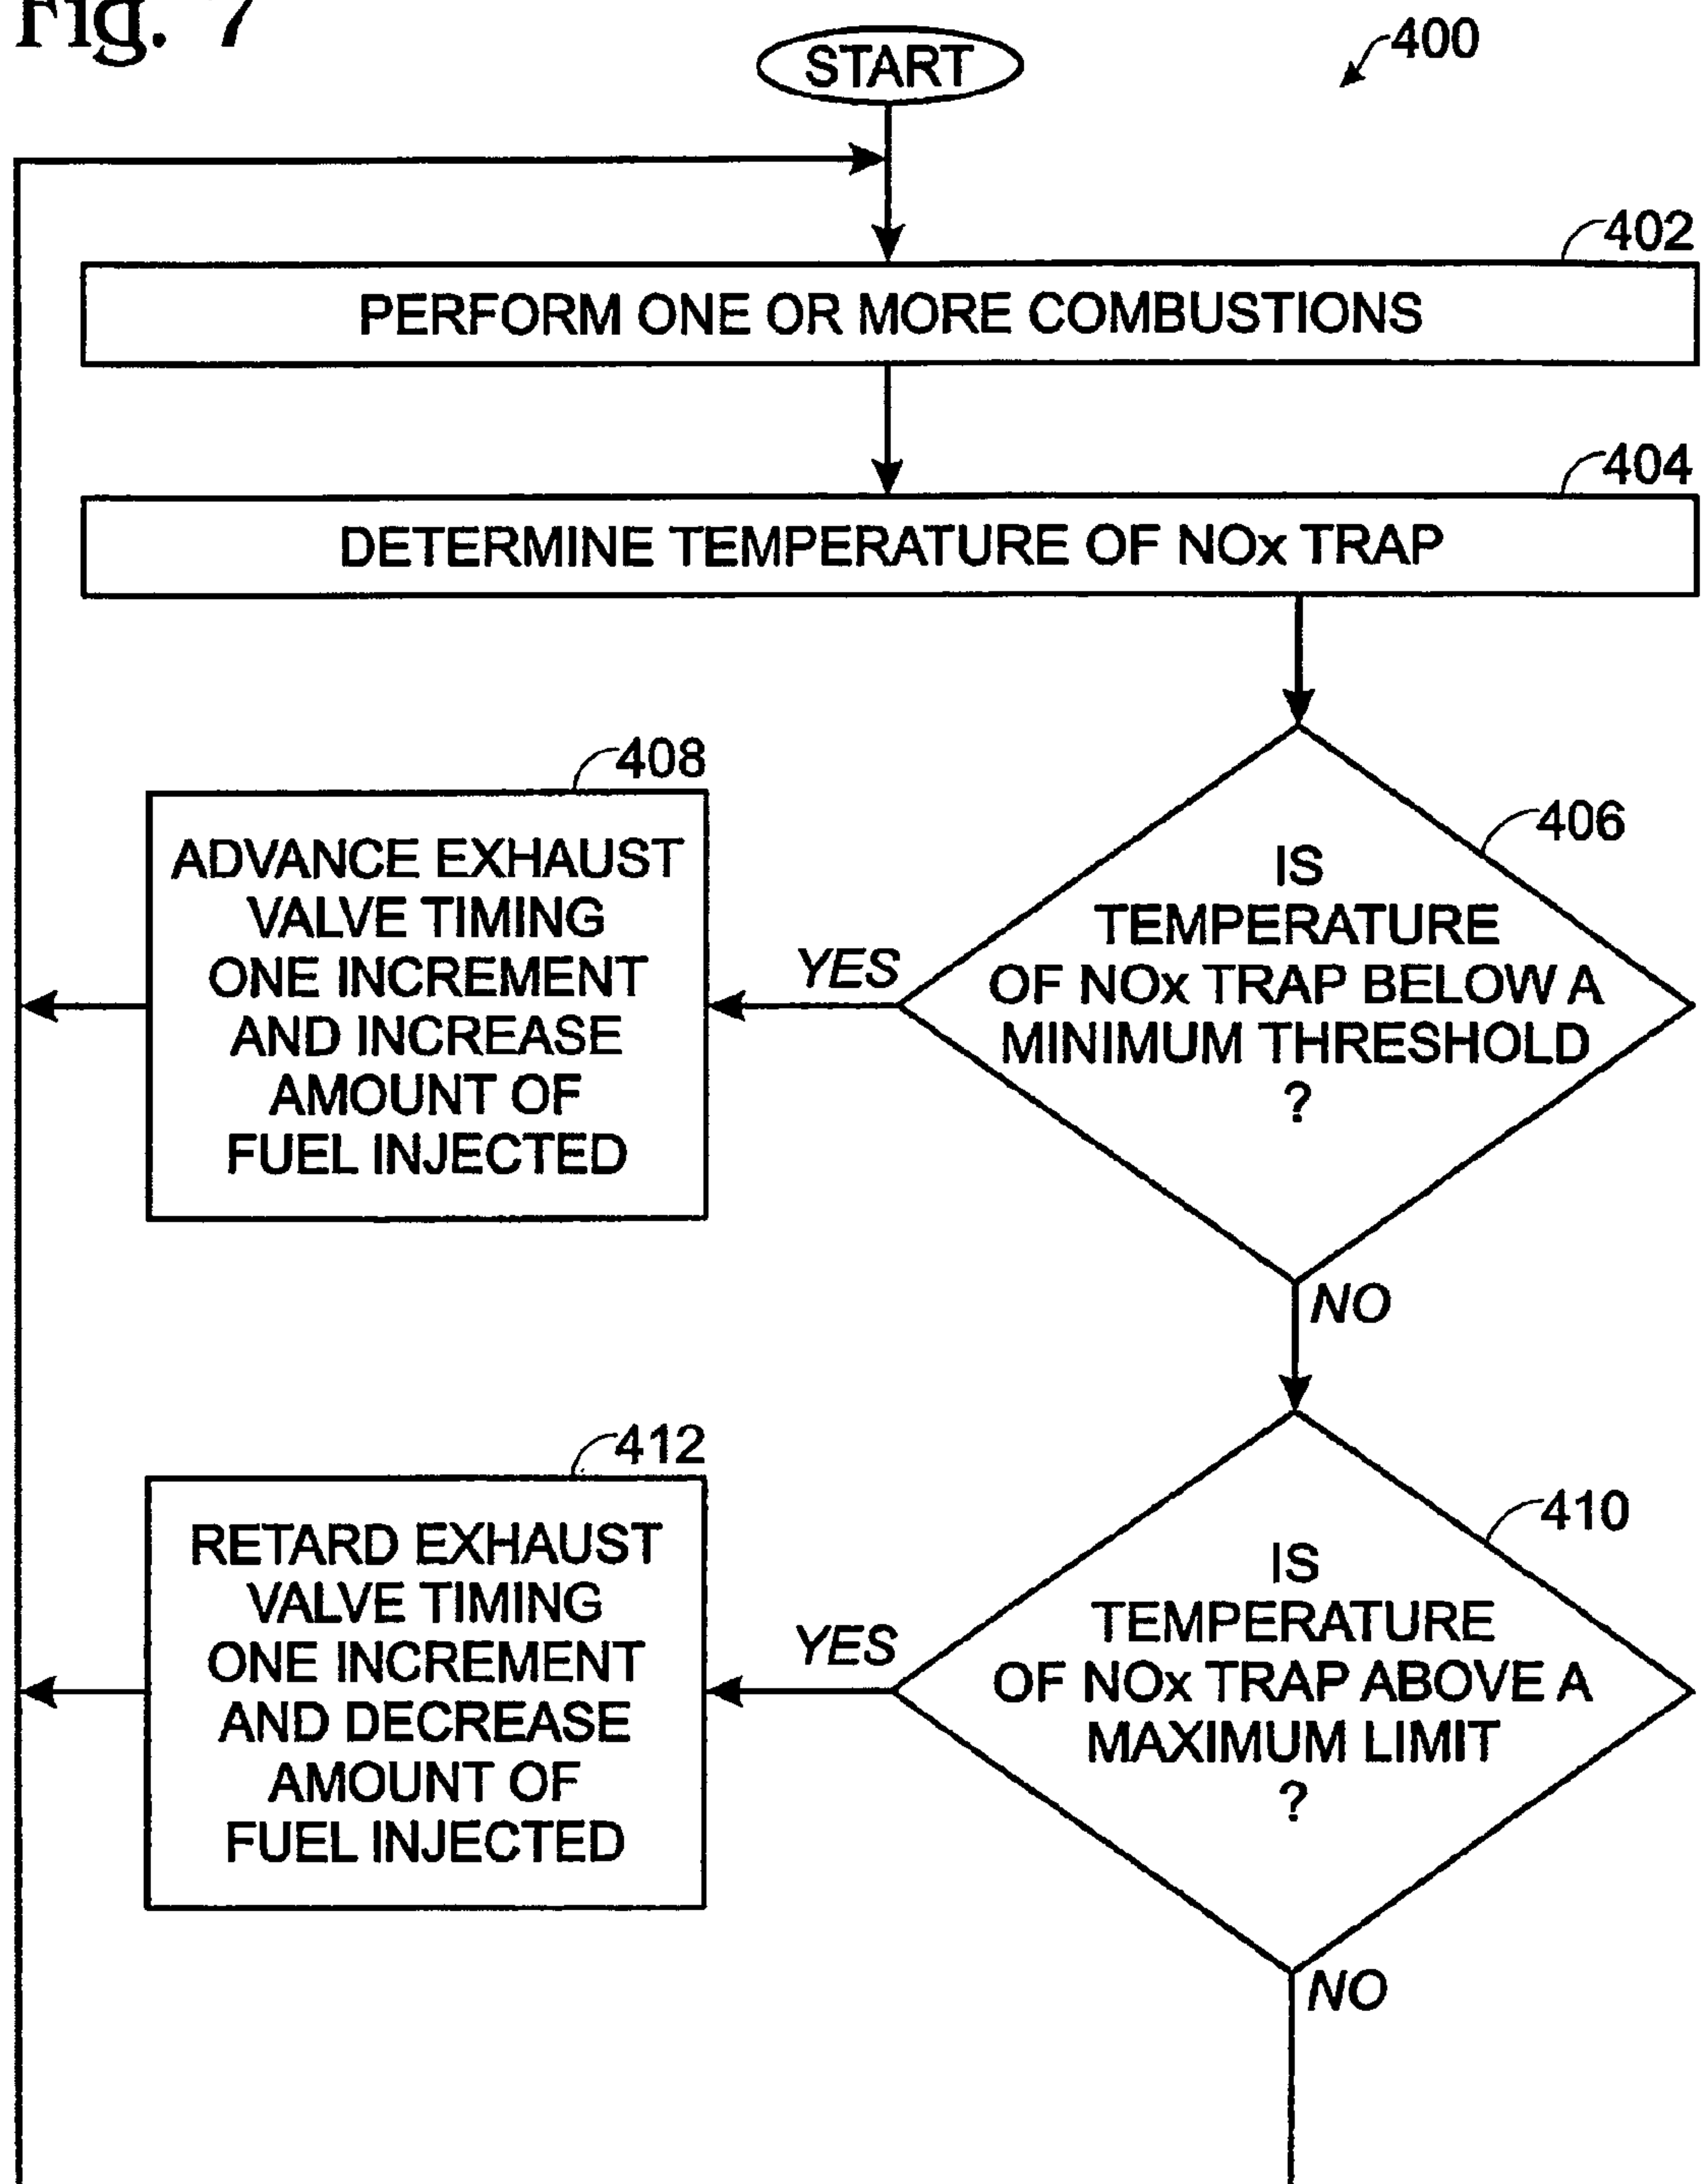 Fig. 7
START
400
402
PERFORM ONE OR MORE COMBUSTIONS
404
DETERMINE TEMPERATURE OF NOx TRAP
408
ADVANCE EXHAUST
VALVE TIMING
ONE INCREMENT
AND INCREASE
AMOUNT OF
FUEL INJECTED
YES
406
IS
TEMPERATURE
OF NOx TRAP BELOW A
MINIMUM THRESHOLD
?
NO
412
RETARD EXHAUST
VALVE TIMING
ONE INCREMENT
AND DECREASE
AMOUNT OF
FUEL INJECTED
YES
410
IS
TEMPERATURE
OF NOx TRAP ABOVE A
MAXIMUM LIMIT
?
NO